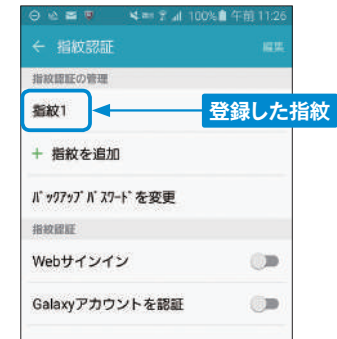 100% 午前 11:26
← 指紋認証 編集
指紋認証の管理
指紋1
登録した指紋
+ 指紋を追加
ﾊﾞｯｸｱｯﾌﾟﾊﾟｽﾜｰﾄﾞを変更
指紋認証
Webサインイン
Galaxyアカウントを認証